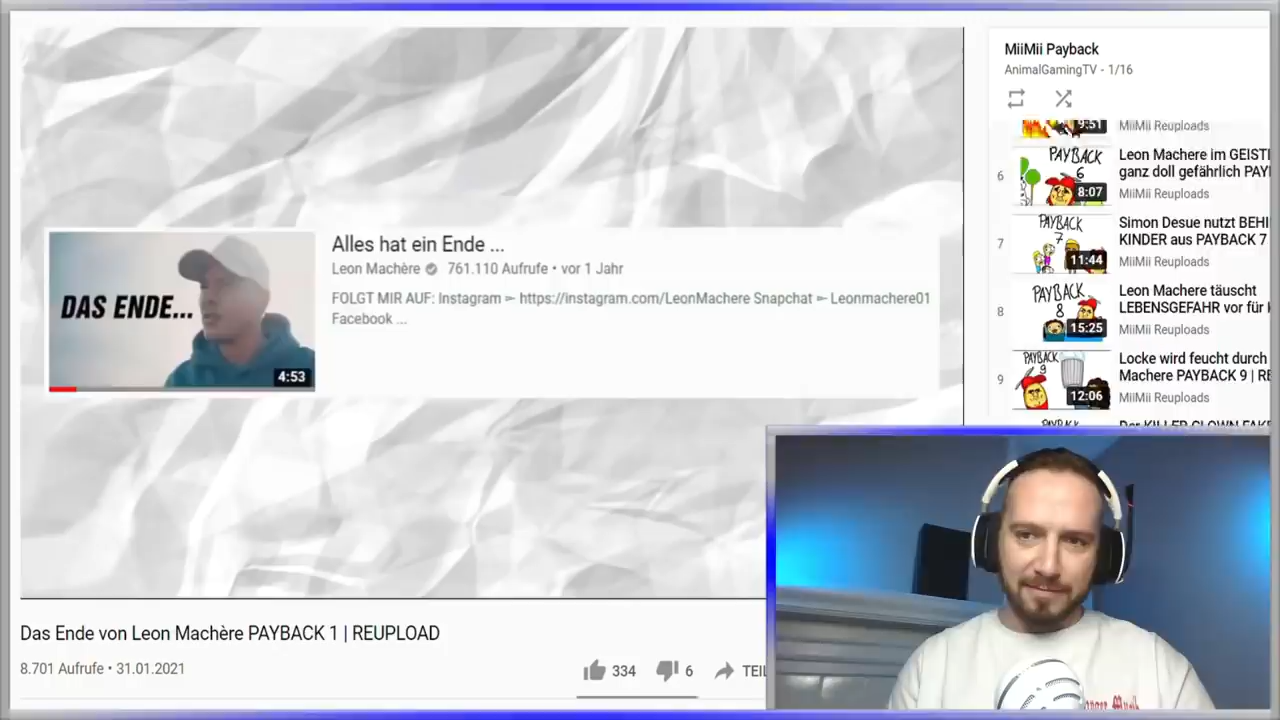 Alles hat ein Ende ...
Leon Machère 761.110 Aufrufe • vor 1 Jahr
FOLGT MIR AUF: Instagram ➢ https://instagram.com/LeonMachere Snapchat ➢ Leonmachere01
Facebook ...
DAS ENDE...
4:53
Das Ende von Leon Machère PAYBACK 1 | REUPLOAD
8.701 Aufrufe • 31.01.2021
334
6
TEIL
MiiMii Payback
AnimalGamingTV - 1/16
9:51
MiiMii Reuploads
6
PAYBACK
6
8:07
Leon Machere im GEISTI
ganz doll gefährlich PAY
MiiMii Reuploads
7
PAYBACK
7
11:44
Simon Desue nutzt BEHI
KINDER aus PAYBACK 7
MiiMii Reuploads
8
PAYBACK
8
15:25
Leon Machere täuscht
LEBENSGEFAHR vor für
MiiMii Reuploads
9
PAYBACK
9
12:06
Locke wird feucht durch
Machere PAYBACK 9 | RE
MiiMii Reuploads